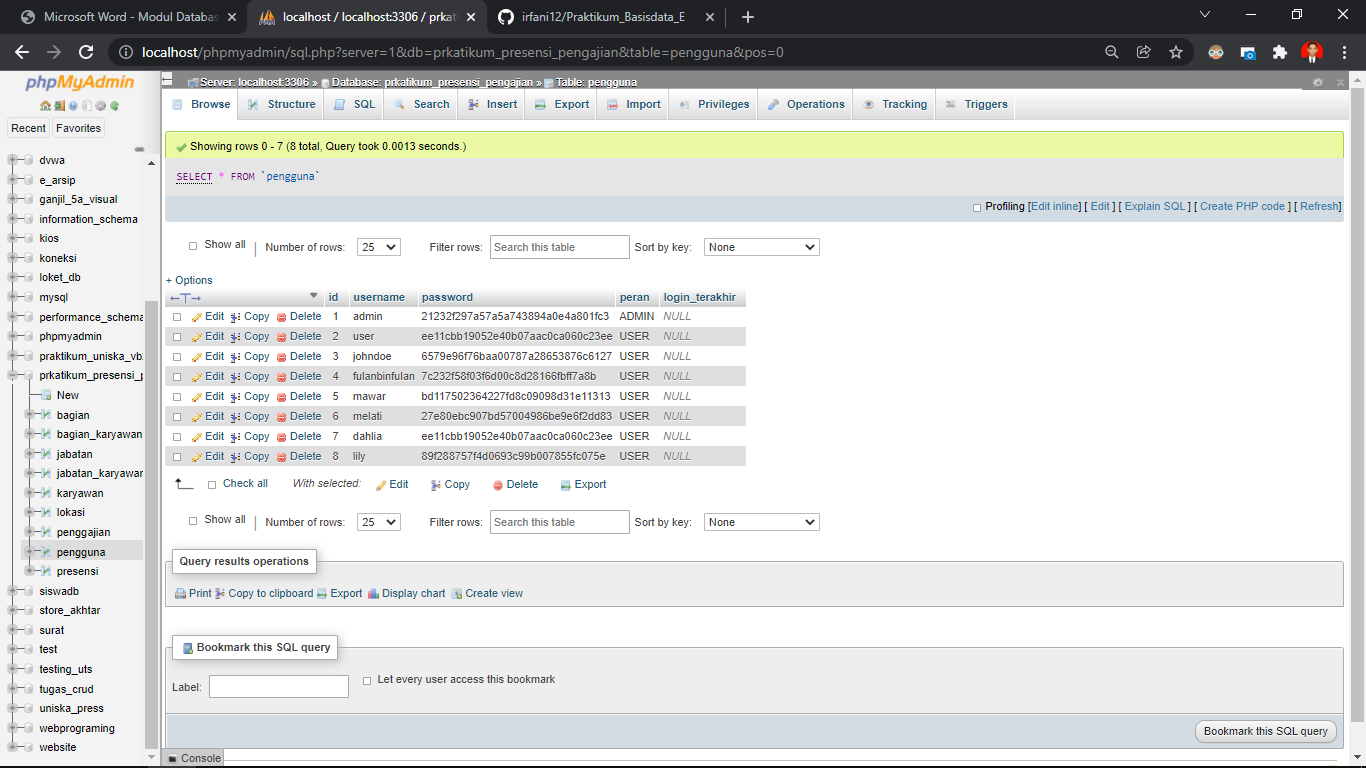 Microsoft Word - Modul Databas
localhost / localhost:3306 / prkati
irfani12/Praktikum_Basisdata_E
localhost/phpmyadmin/sql.php?server=1&db=prkatikum_presensi_pengajian&table=pengguna&pos=0
phpMyAdmin
Recent Favorites
dvwa
e_arsip
ganjil_5a_visual
information_schema
kios
koneksi
loket_db
mysql
performance_schema
phpmyadmin
praktikum_uniska_vb
prkatikum_presensi_p
New
bagian
bagian_karyawan
jabatan
jabatan_karyawan
karyawan
lokasi
penggajian
pengguna
presensi
siswadb
store_akhtar
surat
test
testing_uts
tugas_crud
uniska_press
webprograming
website
Server: localhost:3306 » Database: prkatikum_presensi_pengajian » Table: pengguna
Browse Structure SQL Search Insert Export Import Privileges Operations Tracking Triggers
Showing rows 0 - 7 (8 total, Query took 0.0013 seconds.)
SELECT * FROM `pengguna`
Profiling [Edit inline] [ Edit ] [ Explain SQL ] [ Create PHP code ] [ Refresh]
Show all | Number of rows: 25 Filter rows: Search this table Sort by key: None
+ Options
←T→ id username password peran login_terakhir
Edit Copy Delete 1 admin 21232f297a57a5a743894a0e4a801fc3 ADMIN NULL
Edit Copy Delete 2 user ee11cbb19052e40b07aac0ca060c23ee USER NULL
Edit Copy Delete 3 johndoe 6579e96f76baa00787a28653876c6127 USER NULL
Edit Copy Delete 4 fulanbinfulan 7c232f58f03f6d00c8d28166fbff7a8b USER NULL
Edit Copy Delete 5 mawar bd117502364227fd8c09098d31e11313 USER NULL
Edit Copy Delete 6 melati 27e80ebc907bd57004986be9e6f2dd83 USER NULL
Edit Copy Delete 7 dahlia ee11cbb19052e40b07aac0ca060c23ee USER NULL
Edit Copy Delete 8 lily 89f288757f4d0693c99b007855fc075e USER NULL
Check all With selected: Edit Copy Delete Export
Show all | Number of rows: 25 Filter rows: Search this table Sort by key: None
Query results operations
Print Copy to clipboard Export Display chart Create view
Bookmark this SQL query
Label: Let every user access this bookmark
Bookmark this SQL query
Console